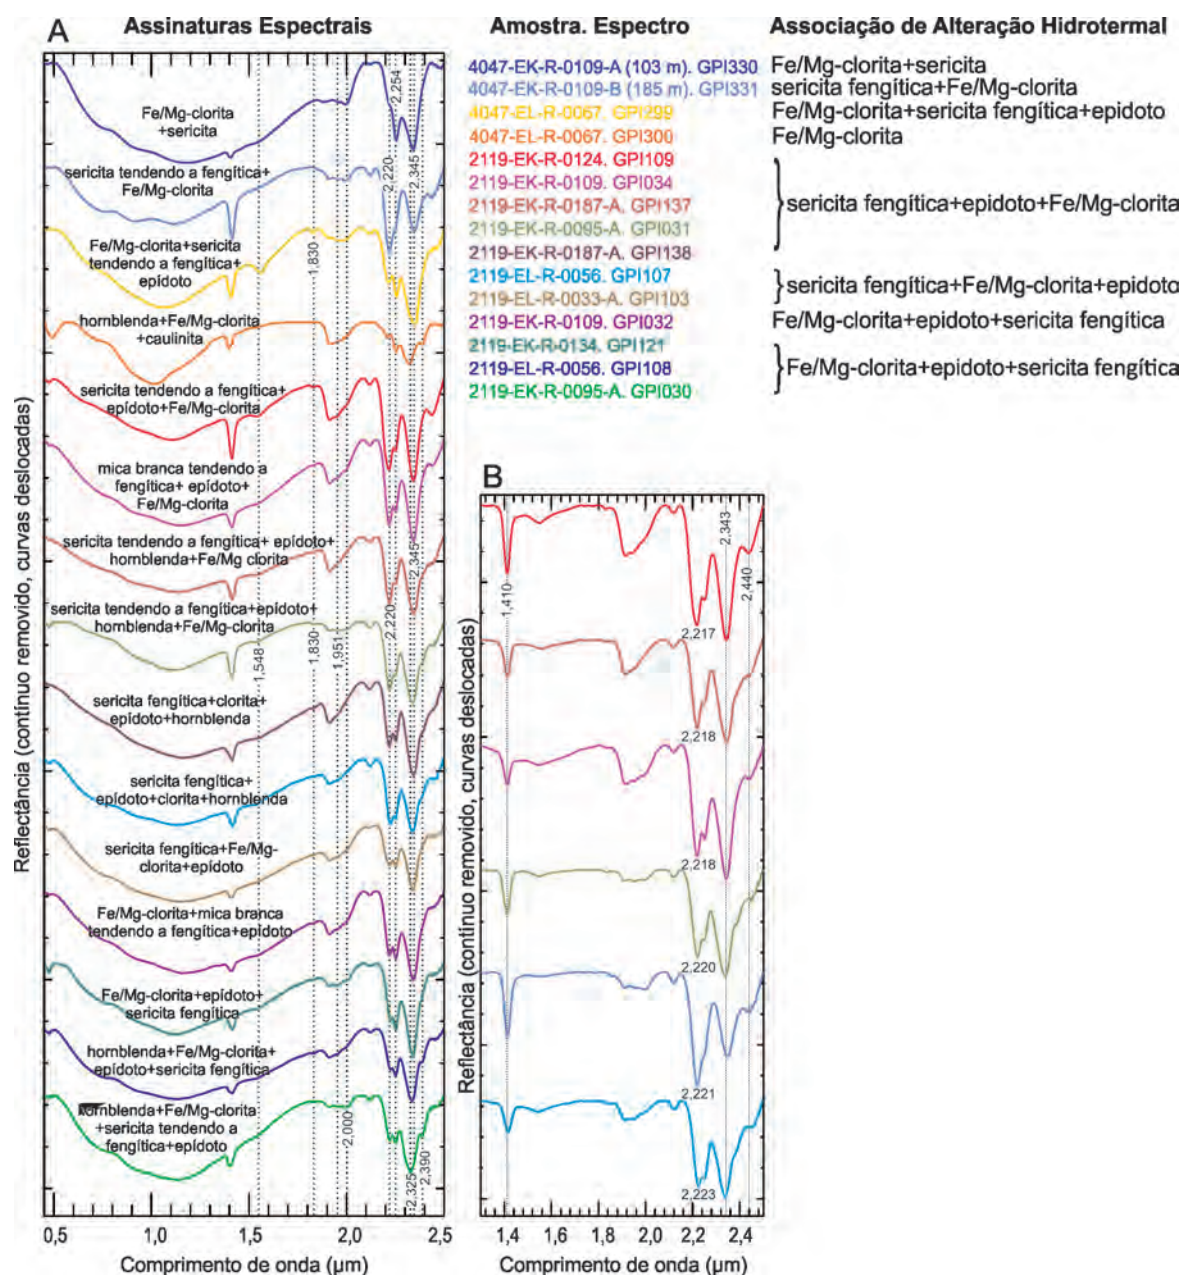 A
Assinaturas Espectrais
Amostra. Espectro
Associação de Alteração Hidrotermal
4047-EK-R-0109-A (103 m). GPI330
Fe/Mg-clorita+sericita
4047-EK-R-0109-B (185 m). GPI331
sericita fengítica+Fe/Mg-clorita
4047-EL-R-0067. GPI299
Fe/Mg-clorita+sericita fengítica+epidoto
4047-EL-R-0067. GPI300
Fe/Mg-clorita
2119-EK-R-0124. GPI109
2119-EK-R-0109. GPI034
2119-EK-R-0187-A. GPI137
2119-EK-R-0095-A. GPI031
2119-EK-R-0187-A. GPI138
sericita fengítica+epidoto+Fe/Mg-clorita
2119-EL-R-0056. GPI107
2119-EL-R-0033-A. GPI103
sericita fengítica+Fe/Mg-clorita+epidoto
2119-EK-R-0109. GPI032
Fe/Mg-clorita+epidoto+sericita fengítica
2119-EK-R-0134. GPI121
2119-EL-R-0056. GPI108
2119-EK-R-0095-A. GPI030
Fe/Mg-clorita+epidoto+sericita fengítica
Fe/Mg-clorita
+sericita
2,254
sericita tendendo a fengítica+
Fe/Mg-clorita
2,220
2,345
Fe/Mg-clorita+sericita
tendendo a fengítica+
epídoto
1,830
hornblenda+Fe/Mg-clorita
+caulinita
sericita tendendo a fengítica+
epídoto+Fe/Mg-clorita
mica branca tendendo a
fengítica+ epídoto+
Fe/Mg-clorita
sericita tendendo a fengítica+ epídoto+
hornblenda+Fe/Mg clorita
2,345
sericita tendendo a fengítica+epídoto+
hornblenda+Fe/Mg-clorita
1,548
1,830
1,951
2,220
sericita fengítica+clorita+
epídoto+hornblenda
sericita fengítica+
epídoto+clorita+hornblenda
sericita fengítica+Fe/Mg-
clorita+epídoto
Fe/Mg-clorita+mica branca
tendendo a fengítica+epídoto
Fe/Mg-clorita+epídoto+
sericita fengítica
hornblenda+Fe/Mg-clorita+
epídoto+sericita fengítica
hornblenda+Fe/Mg-clorita
+sericita tendendo a
fengítica+epídoto
2,000
2,325
2,390
Reflectância (contínuo removido, curvas deslocadas)
0,5
1,0
1,5
2,0
2,5
Comprimento de onda (µm)
B
2,343
1,410
2,440
2,217
2,218
2,218
2,220
2,221
2,223
Reflectância (contínuo removido, curvas deslocadas)
1,4
1,6
1,8
2,0
2,2
2,4
Comprimento de onda (µm)